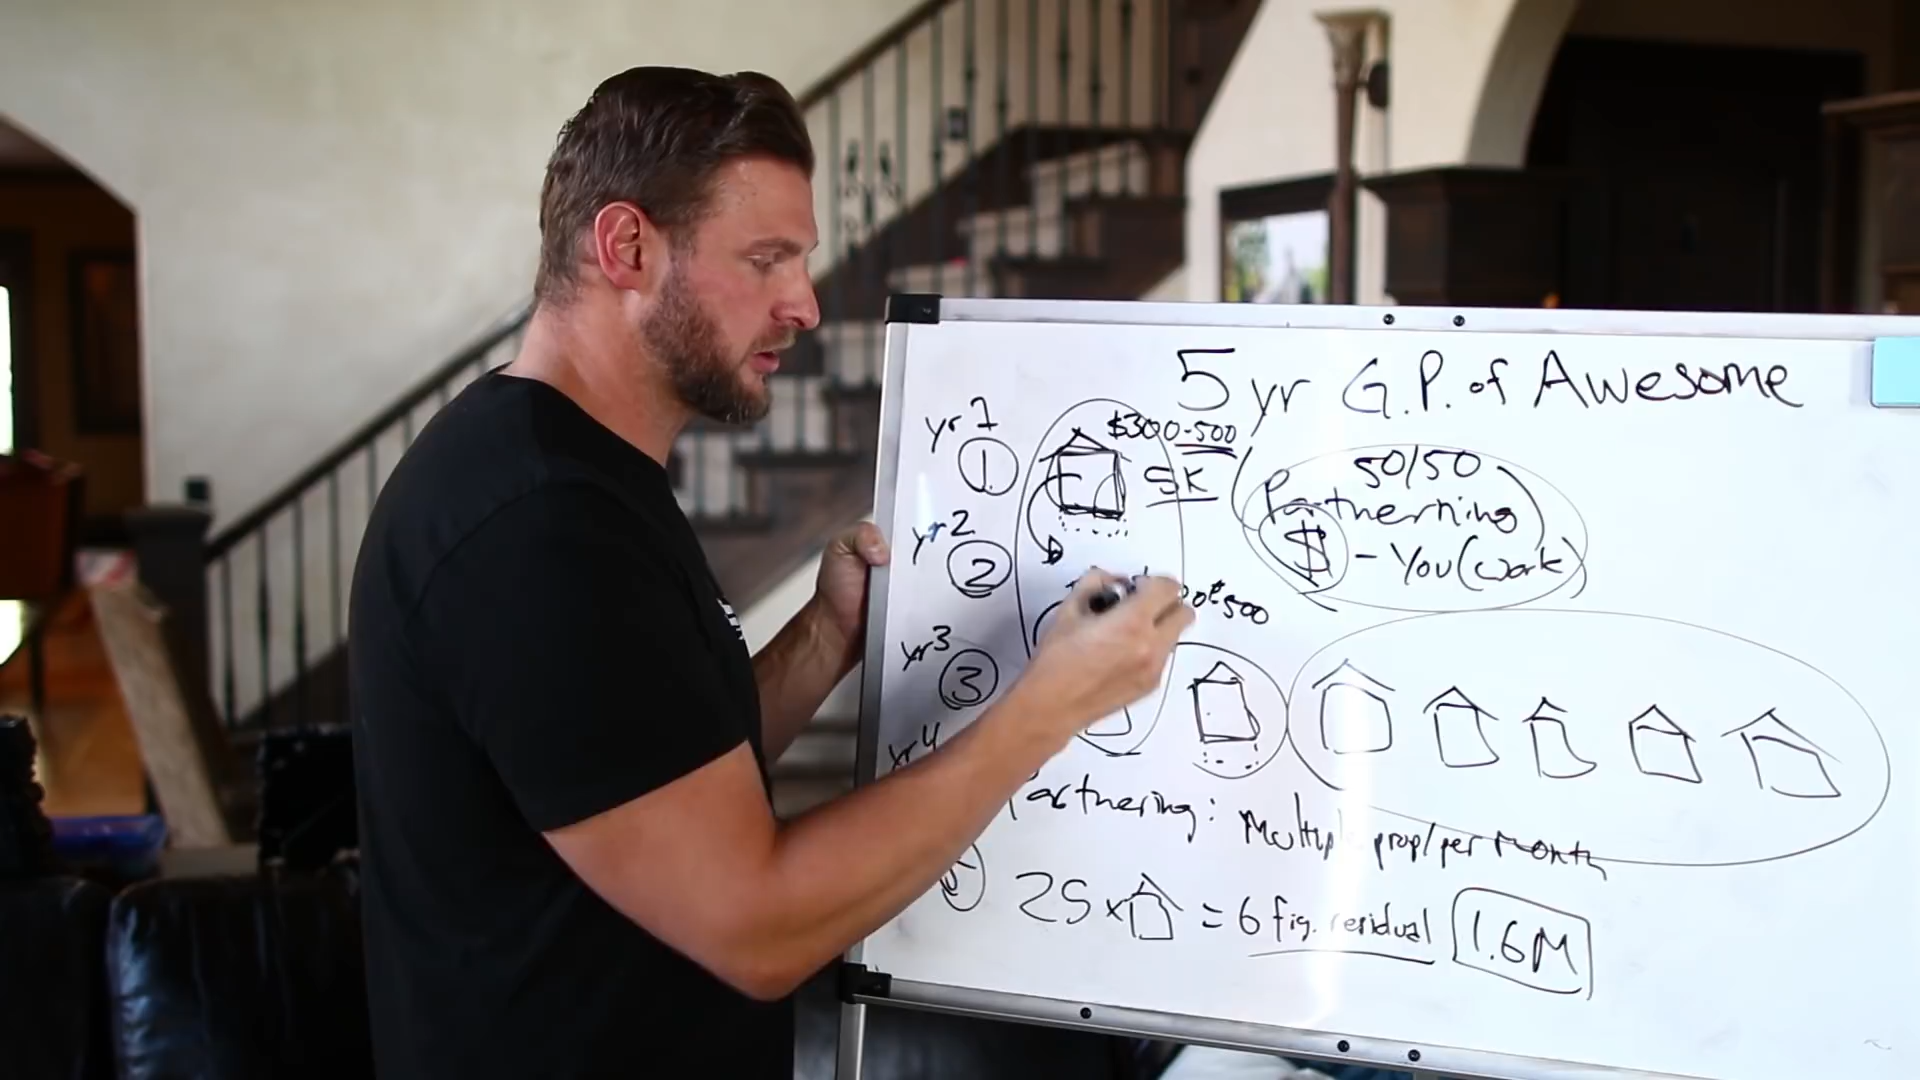 5 yr G.P. of Awesome
yr 1
1.
$300-500
5K
50/50
Partnerning
$ - You (work)
yr 2
2
500
yr 3
3
yr 4
Partnering: Multiple prop/per Month
25 x = 6 fig. residual 1.6M